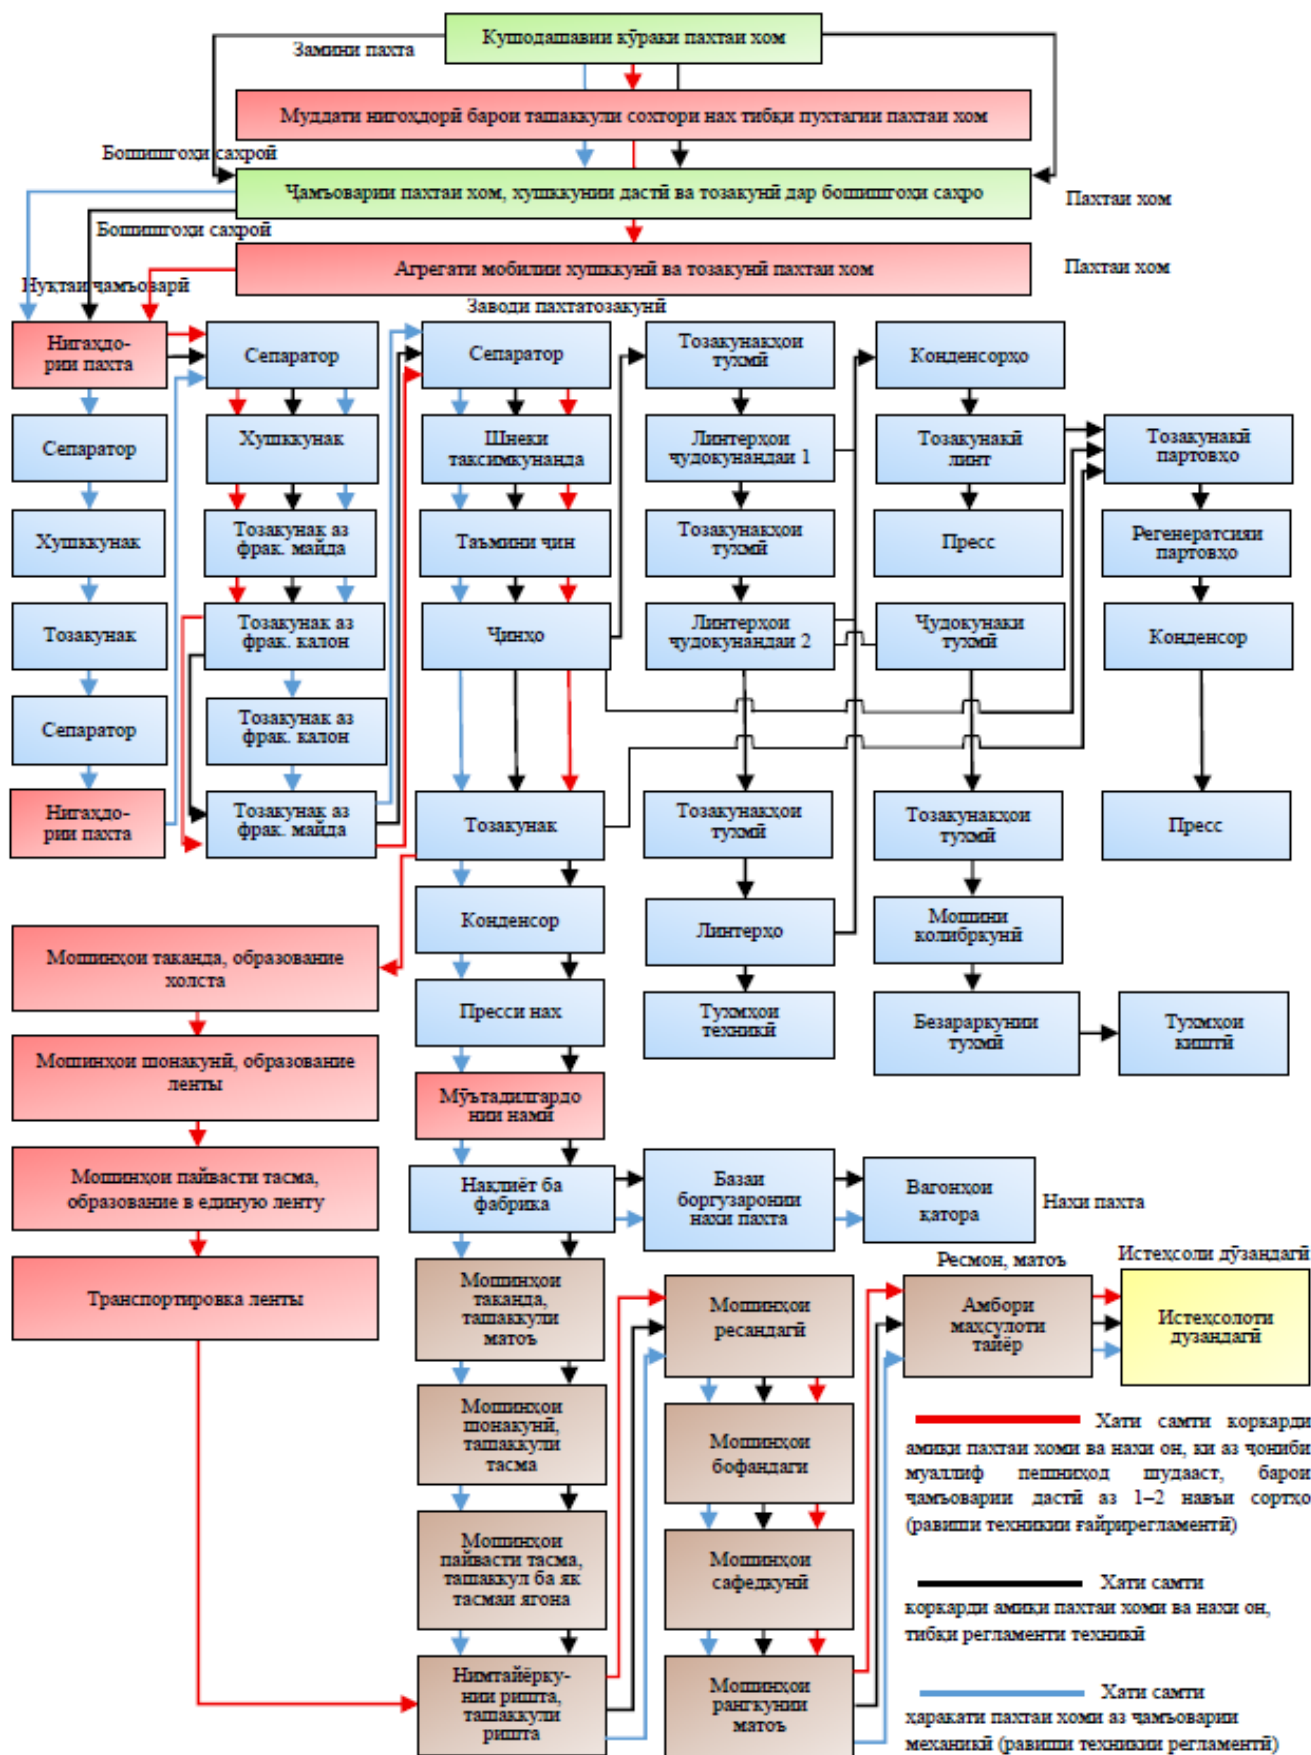 Кушодашавии кӯраки пахтаи хом
Замини пахта
Муддати нигоҳдорӣ барои ташаккули сохтори нах тибқи пухтагии пахтаи хом
Бошишгоҳи саҳроӣ
Ҷамъоварии пахтаи хом, хушккунии дастӣ ва тозакунӣ дар бошишгоҳи саҳро
Пахтаи хом
Бошишгоҳи саҳроӣ
Агрегати мобилии хушккунӣ ва тозакунӣ пахтаи хом
Пахтаи хом
Нуқтаи ҷамъоварӣ
Заводи пахтатозакунӣ
Нигаҳдо-
рии пахта
Сепаратор
Хушккунак
Тозакунак
Сепаратор
Нигаҳдо-
рии пахта
Сепаратор
Хушккунак
Тозакунак аз
фрак. майда
Тозакунак аз
фрак. калон
Тозакунак аз
фрак. калон
Тозакунак аз
фрак. майда
Сепаратор
Шнеки
таксимкунанда
Таъмини ҷин
Ҷинҳо
Тозакунак
Конденсор
Пресси нах
Мӯътадилгардо
нии намӣ
Нақлиёт ба
фабрика
Тозакунакҳои
тухмӣ
Линтерҳои
ҷудокунандаи 1
Тозакунакҳои
тухмӣ
Линтерҳои
ҷудокунандаи 2
Тозакунакҳои
тухмӣ
Линтерҳо
Тухмҳои
техникӣ
Конденсорҳо
Тозакунакӣ
линт
Пресс
Ҷудокунаки
тухмӣ
Тозакунакҳои
тухмӣ
Мошини
колибркунӣ
Безараркунии
тухмӣ
Тухмҳои
киштӣ
Тозакунакӣ
партовҳо
Регенератсияи
партовҳо
Конденсор
Пресс
Мошинҳои таканда, образование
холста
Мошинҳои шонакунӣ, образование
ленты
Мошинҳои пайвасти тасма,
образование в единую ленту
Транспортировка ленты
Базаи
боргузаронии
нахи пахта
Вагонҳои
қатора
Нахи пахта
Мошинҳои
таканда,
ташаккули
матоъ
Мошинҳои
шонакунӣ,
ташаккули
тасма
Мошинҳои
пайвасти тасма,
ташаккул ба як
тасмаи ягона
Нимтайёрку-
нии ришта,
ташаккули
ришта
Мошинҳои
ресандагӣ
Мошинҳои
бофандаги
Мошинҳои
сафедкунӣ
Мошинҳои
рангкунии
матоъ
Ресмон, матоъ
Амбори
маҳсулоти
тайёр
Истеҳсоли дӯзандагӣ
Истеҳсолоти
дузандагӣ
Хати самти коркарди
амиқи пахтаи хоми ва нахи он, ки аз ҷониби
муаллиф пешниҳод шудааст, барои
ҷамъоварии дастӣ аз 1–2 навъи сортҳо
(равиши техникии ғайрирегламентӣ)
Хати самти
коркарди амиқи пахтаи хоми ва нахи он,
тибқи регламенти техникӣ
Хати самти
ҳаракати пахтаи хоми аз ҷамъоварии
механикӣ (равиши техникии регламентӣ)